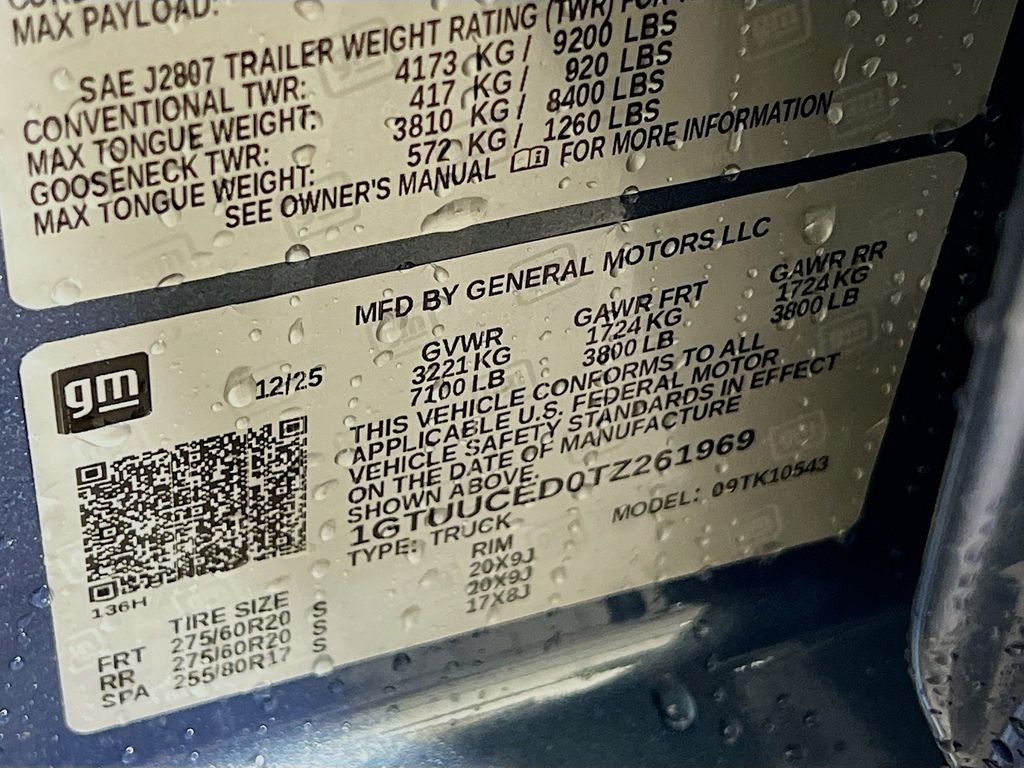 MAX PAYLOAD:
SAE J2807 TRAILER WEIGHT RATING (TWR) FOR
CONVENTIONAL TWR: 4173 KG / 9200 LBS
MAX TONGUE WEIGHT: 417 KG / 920 LBS
GOOSENECK TWR: 3810 KG / 8400 LBS
MAX TONGUE WEIGHT: 572 KG / 1260 LBS
SEE OWNER'S MANUAL FOR MORE INFORMATION
MFD BY GENERAL MOTORS LLC
gm
12/25
GVWR GAWR FRT GAWR RR
3221 KG 1724 KG 1724 KG
7100 LB 3800 LB 3800 LB
THIS VEHICLE CONFORMS TO ALL
APPLICABLE U.S. FEDERAL MOTOR
VEHICLE SAFETY STANDARDS IN EFFECT
ON THE DATE OF MANUFACTURE
SHOWN ABOVE.
1GTUUCED0TZ261969
TYPE: TRUCK MODEL: 09TK10543
136H
TIRE SIZE RIM
FRT 275/60R20 S 20X9J
RR 275/60R20 S 20X9J
SPA 255/80R17 S 17X8J